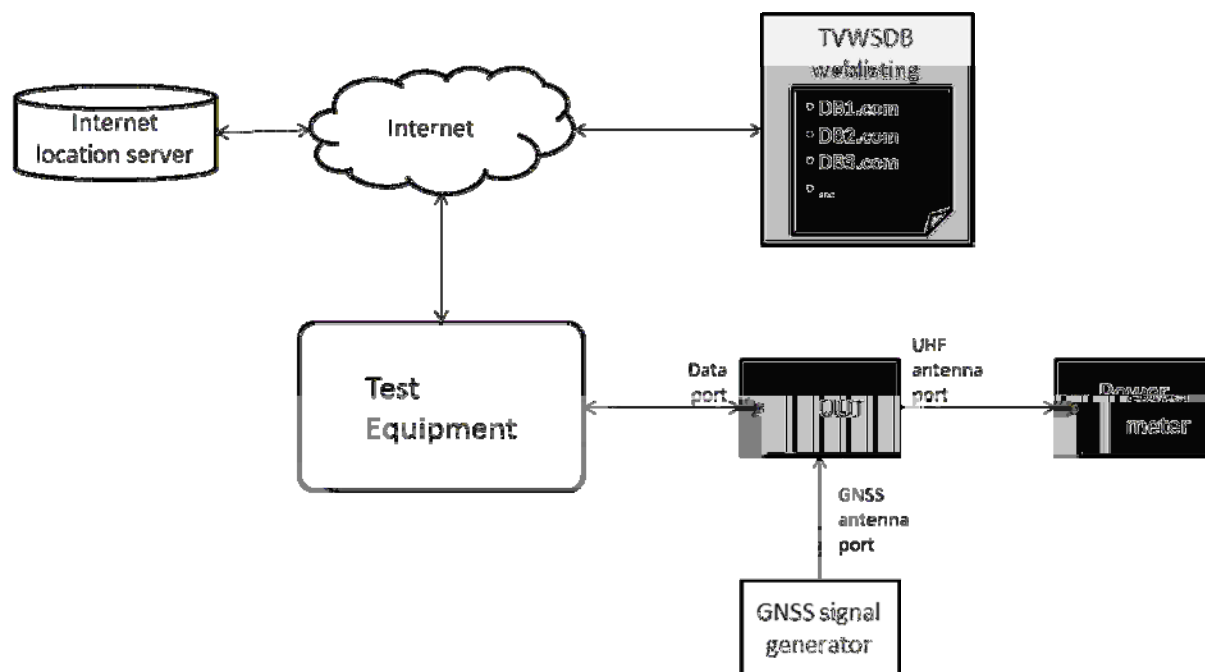 TVWSDB
weblisting
DB1.com
DB2.com
DB3.com
Internet
location server
Internet
Test
Equipment
Data
port
UHF
antenna
port
Power
meter
GNSS
antenna
port
GNSS signal
generator